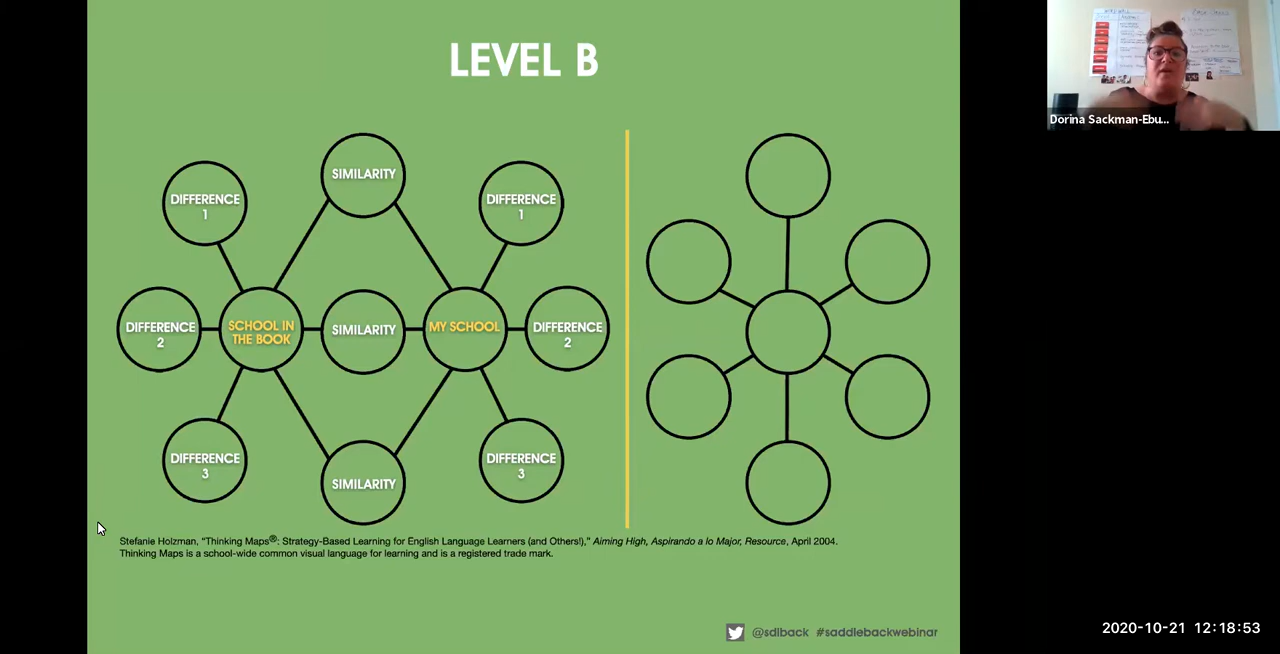 LEVEL B
SIMILARITY
DIFFERENCE
1
DIFFERENCE
1
DIFFERENCE
2
SCHOOL IN
THE BOOK
SIMILARITY
MY SCHOOL
DIFFERENCE
2
DIFFERENCE
3
SIMILARITY
DIFFERENCE
3
Stefanie Holzman, “Thinking Maps®: Strategy-Based Learning for English Language Learners (and Others!),” Aiming High, Aspirando a lo Major, Resource, April 2004.
Thinking Maps is a school-wide common visual language for learning and is a registered trade mark.
@sdlback #saddlebackwebinar
Dorina Sackman-Ebu...
2020-10-21 12:18:53